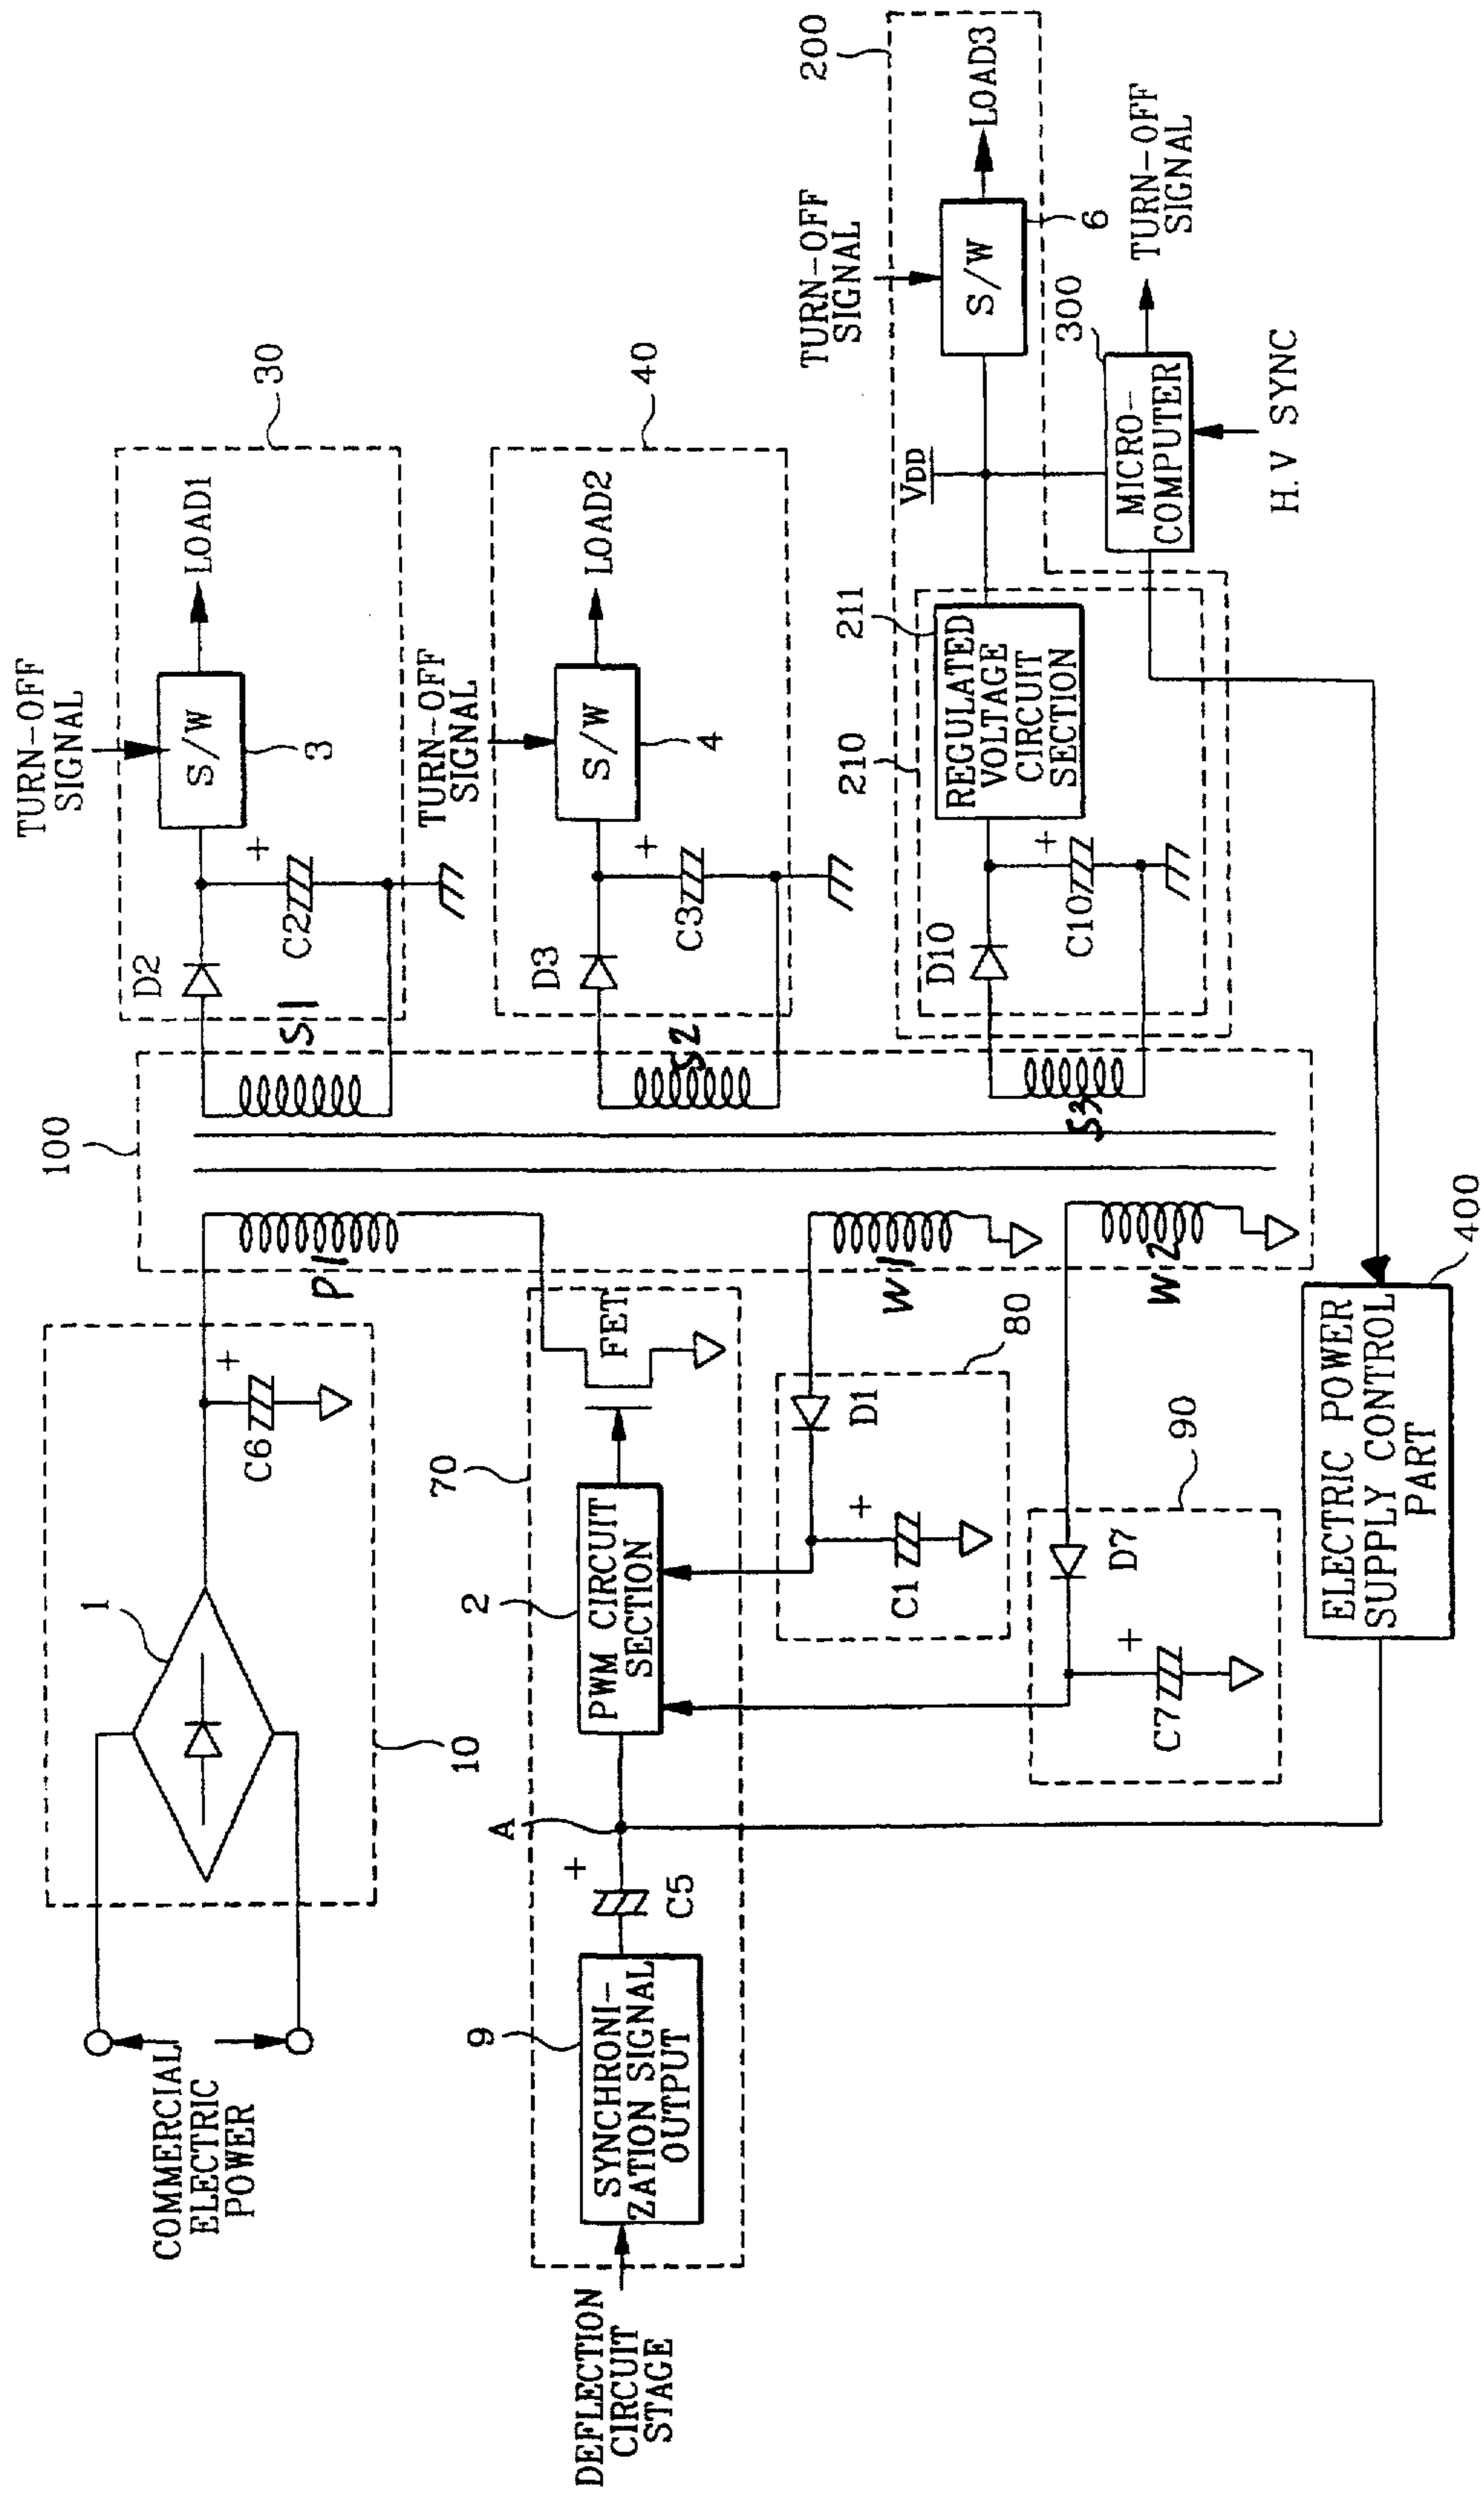 COMMERCIAL
ELECTRIC
POWER
1
10
C6
+
P1
100
S1
D2
C2
+
TURN-OFF
SIGNAL
S/W
3
LOAD1
30
DEFLECTION
CIRCUIT
STAGE
9
SYNCHRONI-
ZATION SIGNAL
OUTPUT
+
C5
A
2
PWM CIRCUIT
SECTION
70
FET
S2
D3
C3
+
TURN-OFF
SIGNAL
S/W
4
LOAD2
40
C1
+
D1
80
W1
C7
+
D7
90
W2
S3
D10
C10
+
210
211
REGULATED
VOLTAGE
CIRCUIT
SECTION
VDD
TURN-OFF
SIGNAL
S/W
6
LOAD3
200
300
MICRO-
COMPUTER
TURN-OFF
SIGNAL
H.V SYNC
ELECTRIC POWER
SUPPLY CONTROL
PART
400